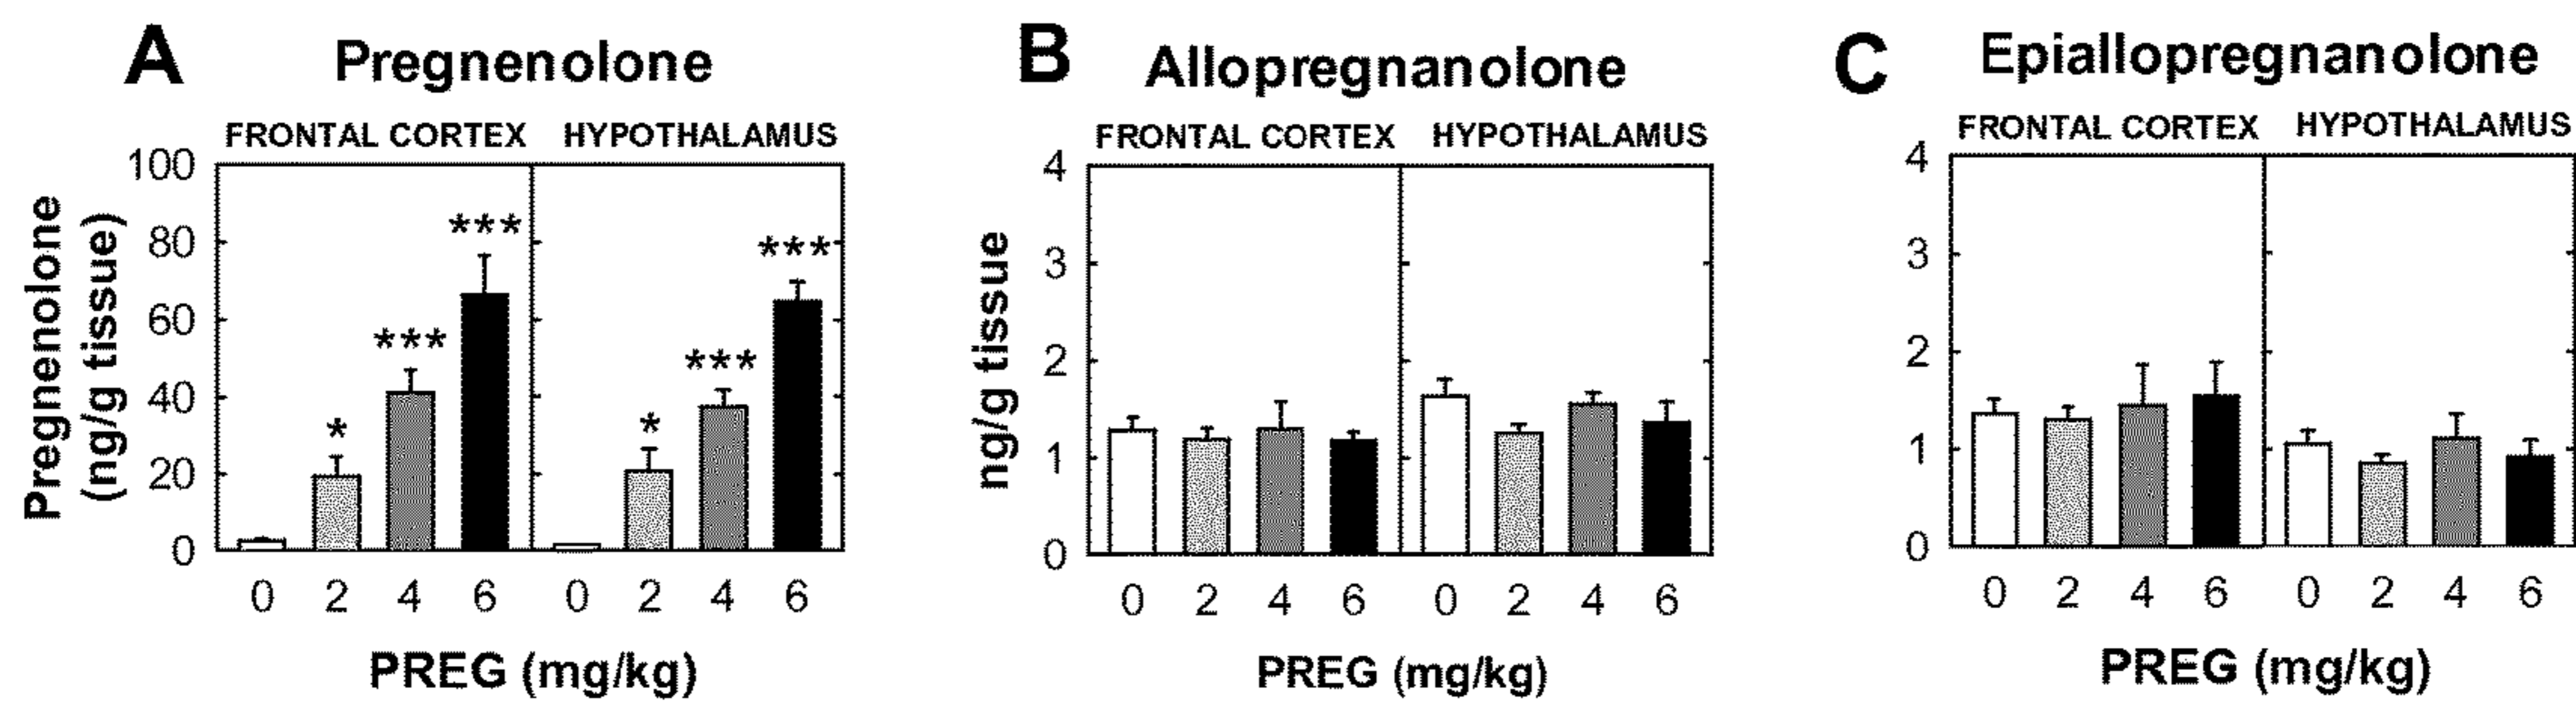 A Pregnenolone
FRONTAL CORTEX HYPOTHALAMUS
Pregnenolone
(ng/g tissue)
100
80
60
40
20
0
* *** *** * *** ***
0 2 4 6 0 2 4 6
PREG (mg/kg)
B Allopregnanolone
FRONTAL CORTEX HYPOTHALAMUS
ng/g tissue
4
3
2
1
0
0 2 4 6 0 2 4 6
PREG (mg/kg)
C Epiallopregnanolone
FRONTAL CORTEX HYPOTHALAMUS
4
3
2
1
0
0 2 4 6 0 2 4 6
PREG (mg/kg)